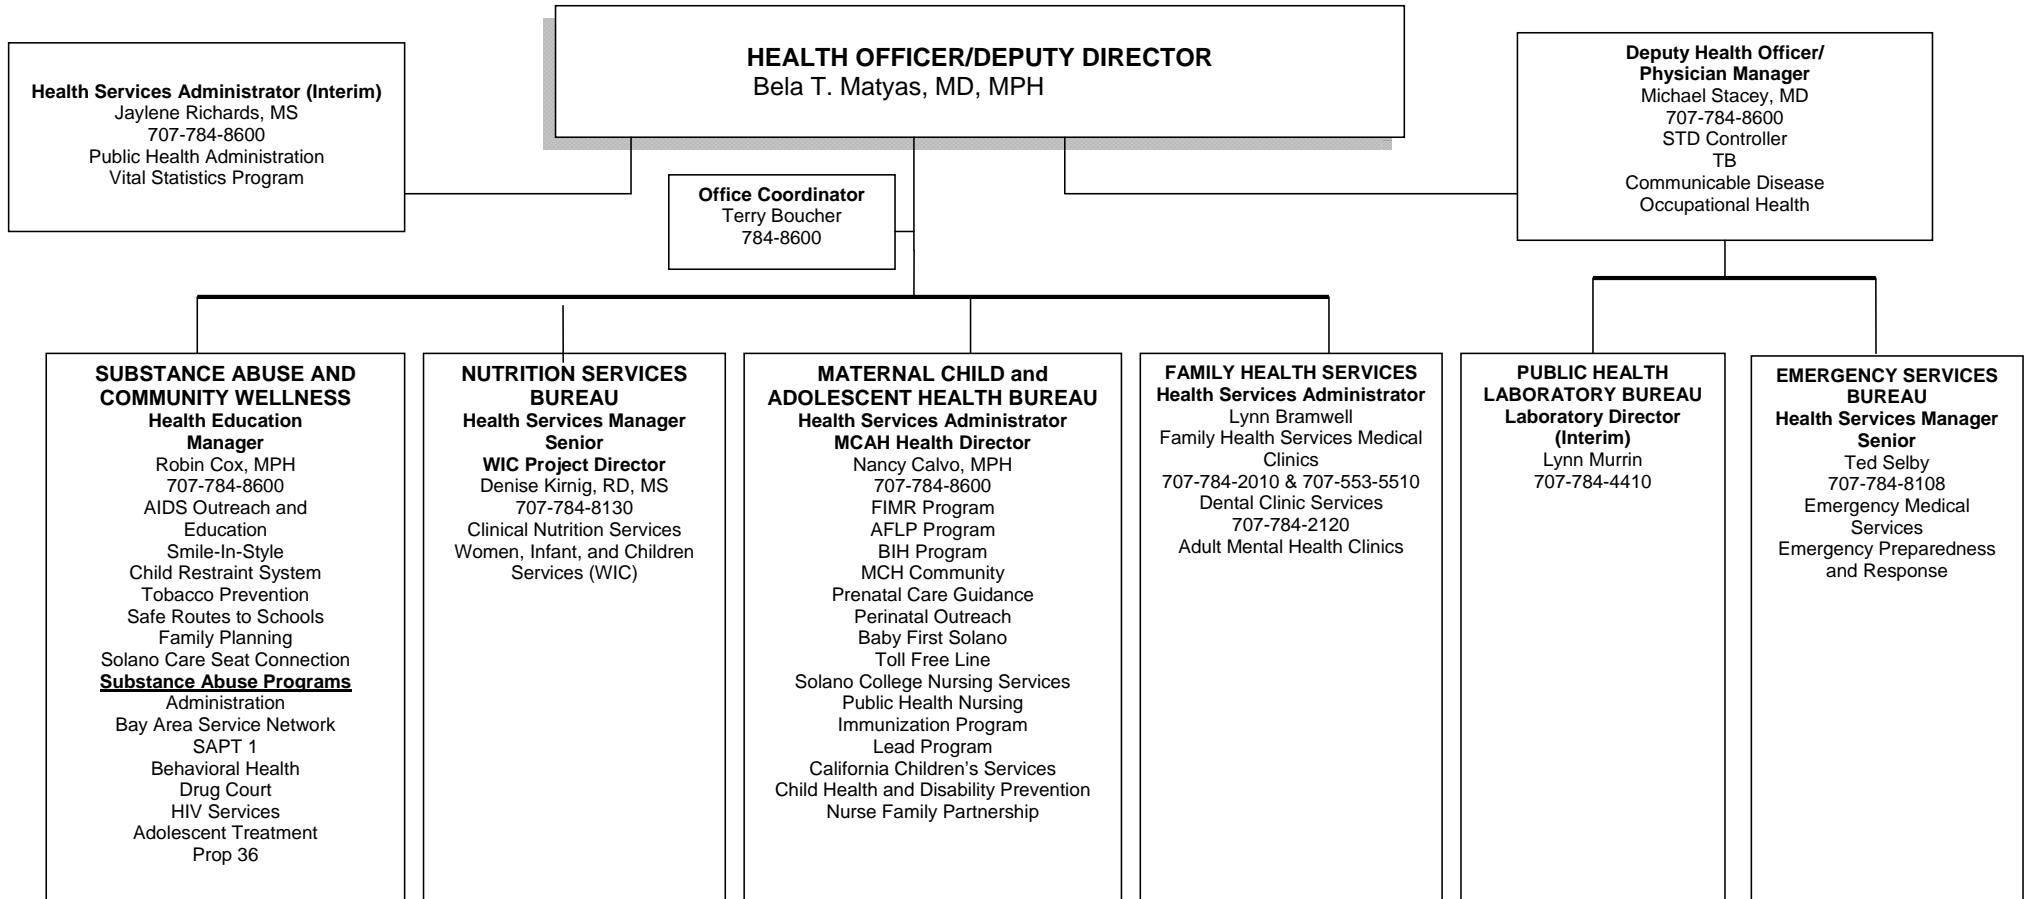 HEALTH OFFICER/DEPUTY DIRECTOR
Bela T. Matyas, MD, MPH
Health Services Administrator (Interim)
Jaylene Richards, MS
707-784-8600
Public Health Administration
Vital Statistics Program
Office Coordinator
Terry Boucher
784-8600
Deputy Health Officer/
Physician Manager
Michael Stacey, MD
707-784-8600
STD Controller
TB
Communicable Disease
Occupational Health
SUBSTANCE ABUSE AND
COMMUNITY WELLNESS
Health Education
Manager
Robin Cox, MPH
707-784-8600
AIDS Outreach and
Education
Smile-In-Style
Child Restraint System
Tobacco Prevention
Safe Routes to Schools
Family Planning
Solano Care Seat Connection
Substance Abuse Programs
Administration
Bay Area Service Network
SAPT 1
Behavioral Health
Drug Court
HIV Services
Adolescent Treatment
Prop 36
NUTRITION SERVICES
BUREAU
Health Services Manager
Senior
WIC Project Director
Denise Kirnig, RD, MS
707-784-8130
Clinical Nutrition Services
Women, Infant, and Children
Services (WIC)
MATERNAL CHILD and
ADOLESCENT HEALTH BUREAU
Health Services Administrator
MCAH Health Director
Nancy Calvo, MPH
707-784-8600
FIMR Program
AFLP Program
BIH Program
MCH Community
Prenatal Care Guidance
Perinatal Outreach
Baby First Solano
Toll Free Line
Solano College Nursing Services
Public Health Nursing
Immunization Program
Lead Program
California Children's Services
Child Health and Disability Prevention
Nurse Family Partnership
FAMILY HEALTH SERVICES
Health Services Administrator
Lynn Bramwell
Family Health Services Medical
Clinics
707-784-2010 & 707-553-5510
Dental Clinic Services
707-784-2120
Adult Mental Health Clinics
PUBLIC HEALTH
LABORATORY BUREAU
Laboratory Director
(Interim)
Lynn Murrin
707-784-4410
EMERGENCY SERVICES
BUREAU
Health Services Manager
Senior
Ted Selby
707-784-8108
Emergency Medical
Services
Emergency Preparedness
and Response